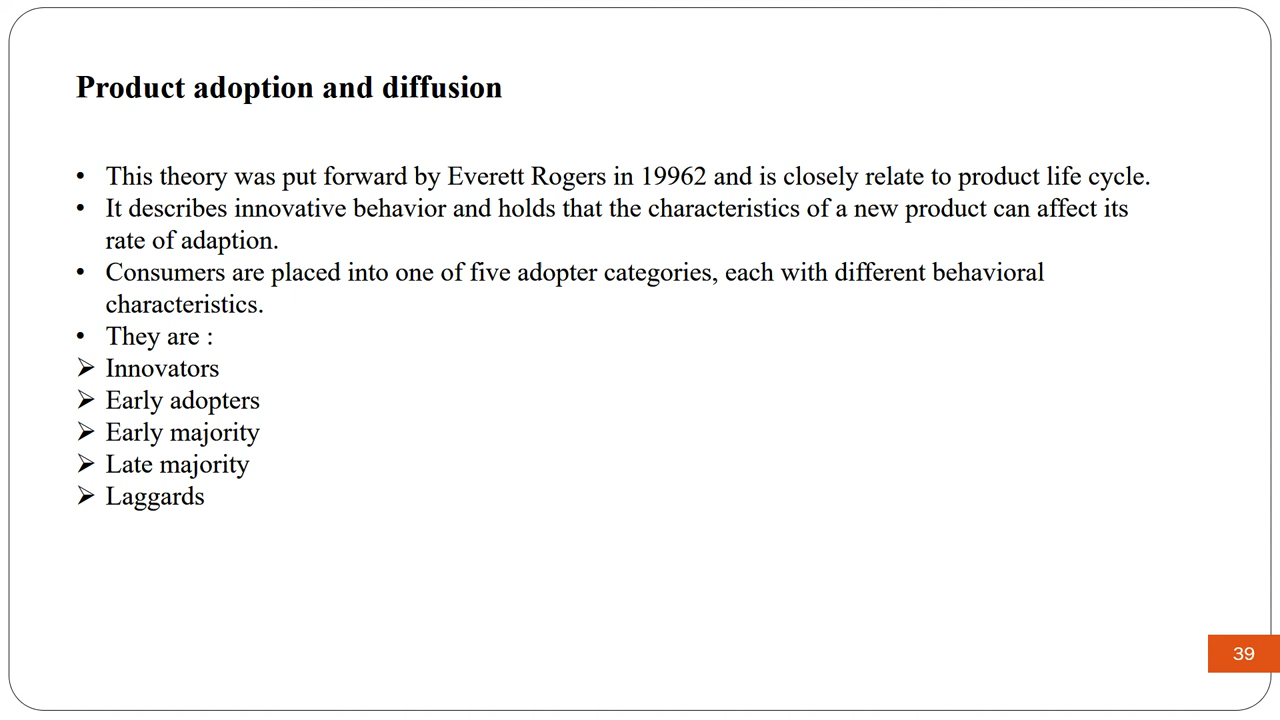 Product adoption and diffusion
• This theory was put forward by Everett Rogers in 19962 and is closely relate to product life cycle.
• It describes innovative behavior and holds that the characteristics of a new product can affect its
rate of adaption.
• Consumers are placed into one of five adopter categories, each with different behavioral
characteristics.
• They are :
➢ Innovators
➢ Early adopters
➢ Early majority
➢ Late majority
➢ Laggards
39